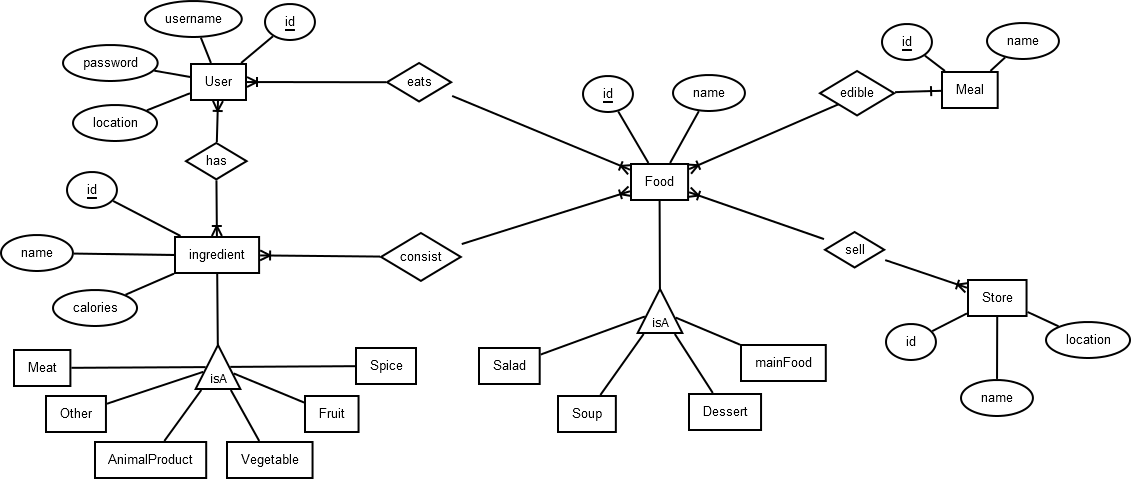 username
id
id
name
password
User
eats
edible
Meal
id
name
location
has
Food
id
name
ingredient
consist
sell
Store
calories
id
location
isA
isA
name
Meat
Spice
Salad
mainFood
Other
Fruit
Soup
Dessert
AnimalProduct
Vegetable